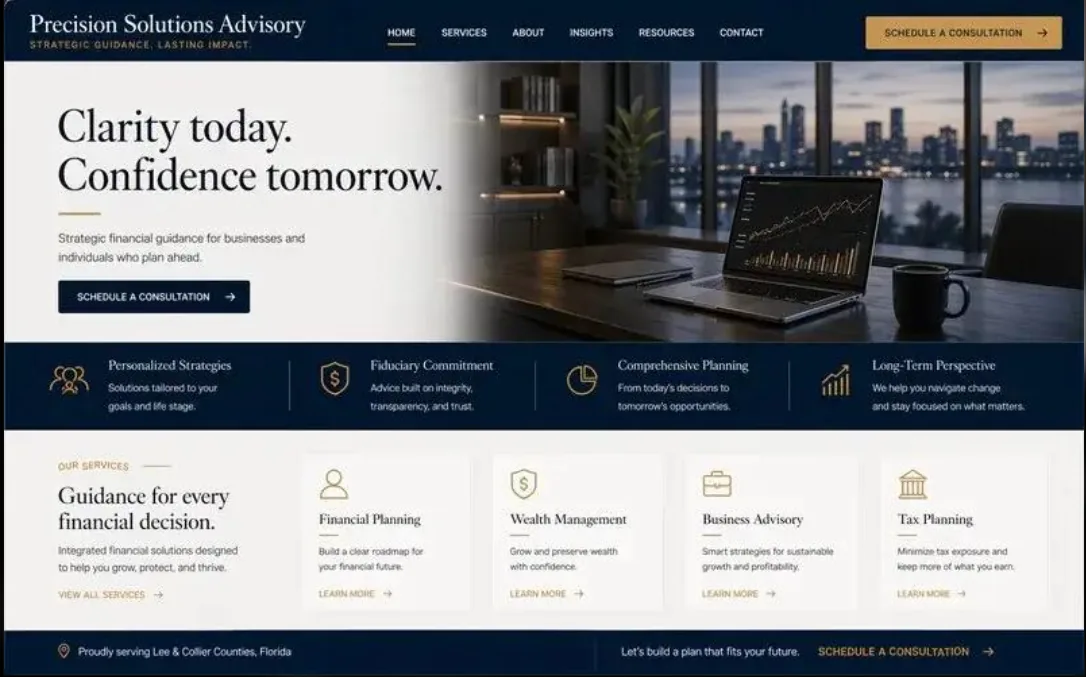 Precision Solutions Advisory
STRATEGIC GUIDANCE. LASTING IMPACT.
HOME
SERVICES
ABOUT
INSIGHTS
RESOURCES
CONTACT
SCHEDULE A CONSULTATION
Clarity today.
Confidence tomorrow.
Strategic financial guidance for businesses and
individuals who plan ahead.
SCHEDULE A CONSULTATION
Personalized Strategies
Solutions tailored to your
goals and life stage.
Fiduciary Commitment
Advice built on integrity,
transparency, and trust.
Comprehensive Planning
From today's decisions to
tomorrow's opportunities.
Long-Term Perspective
We help you navigate change
and stay focused on what matters.
OUR SERVICES
Guidance for every
financial decision.
Integrated financial solutions designed
to help you grow, protect, and thrive.
VIEW ALL SERVICES
Financial Planning
Build a clear roadmap for
your financial future.
LEARN MORE
Wealth Management
Grow and preserve wealth
with confidence.
LEARN MORE
Business Advisory
Smart strategies for sustainable
growth and profitability.
LEARN MORE
Tax Planning
Minimize tax exposure and
keep more of what you earn.
LEARN MORE
Proudly serving Lee & Collier Counties, Florida
Let's build a plan that fits your future.
SCHEDULE A CONSULTATION